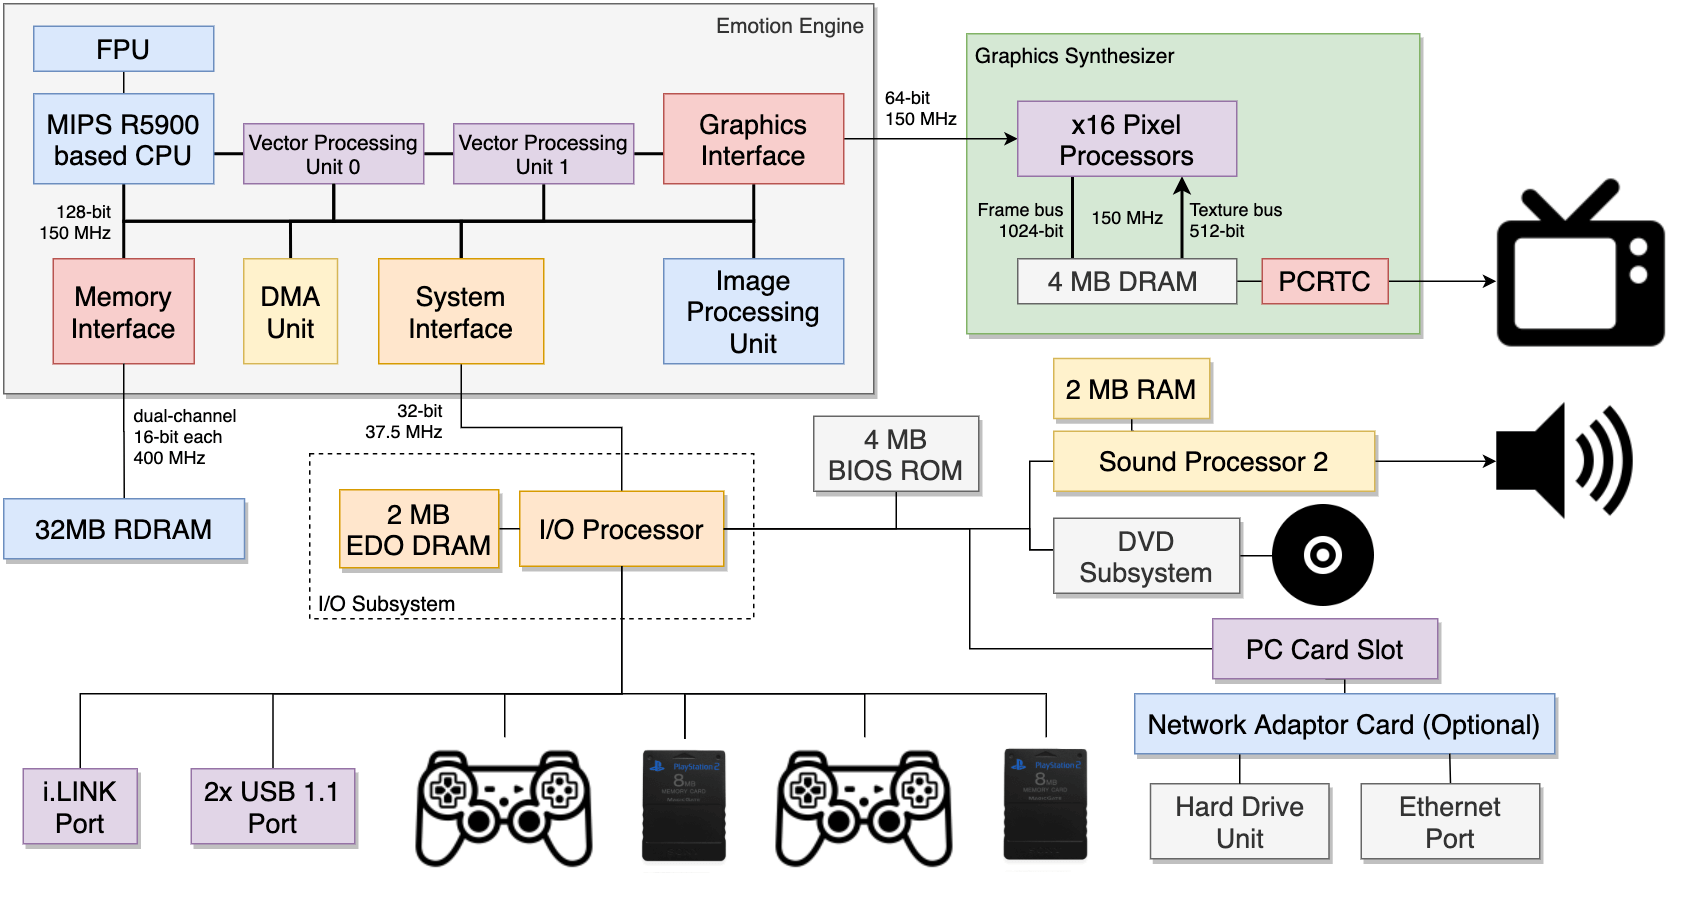 Emotion Engine
FPU
MIPS R5900
based CPU
Vector Processing
Unit 0
Vector Processing
Unit 1
Graphics
Interface
64-bit
150 MHz
128-bit
150 MHz
Memory
Interface
DMA
Unit
System
Interface
Image
Processing
Unit
Graphics Synthesizer
x16 Pixel
Processors
Frame bus
1024-bit
150 MHz
Texture bus
512-bit
4 MB DRAM
PCRTC
dual-channel
16-bit each
400 MHz
32-bit
37.5 MHz
32MB RDRAM
2 MB
EDO DRAM
I/O Processor
I/O Subsystem
4 MB
BIOS ROM
2 MB RAM
Sound Processor 2
DVD
Subsystem
PC Card Slot
Network Adaptor Card (Optional)
Hard Drive
Unit
Ethernet
Port
i.LINK
Port
2x USB 1.1
Port
PlayStation 2
8MB
MEMORY CARD
MagicGate
PlayStation 2
8MB
MEMORY CARD
MagicGate